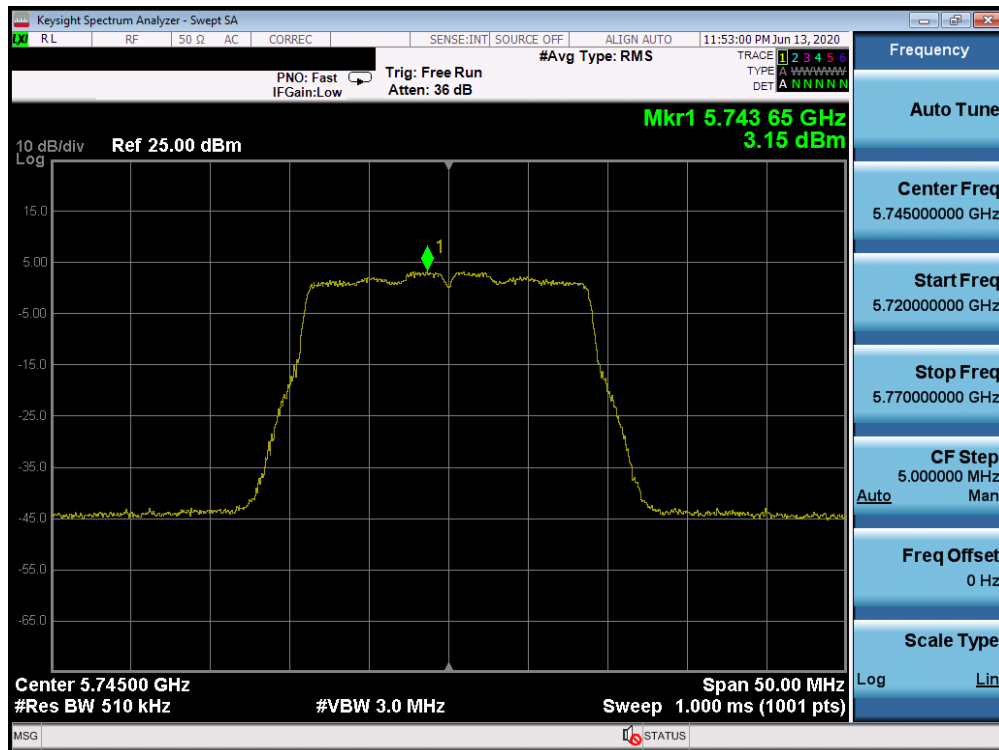 Keysight Spectrum Analyzer - Swept SA
LXI RL RF 50 Ω AC CORREC SENSE:INT SOURCE OFF ALIGN AUTO 11:53:00 PM Jun 13, 2020
#Avg Type: RMS
TRACE 1 2 3 4 5 6
TYPE A WWWWW
DET A N N N N N
PNO: Fast
IFGain:Low
Trig: Free Run
Atten: 36 dB
Mkr1 5.743 65 GHz
3.15 dBm
10 dB/div
Log
Ref 25.00 dBm
15.0
5.00
-5.00
-15.0
-25.0
-35.0
-45.0
-55.0
-65.0
1
Center 5.74500 GHz
Span 50.00 MHz
#Res BW 510 kHz
#VBW 3.0 MHz
Sweep 1.000 ms (1001 pts)
MSG
STATUS
Frequency
Auto Tune
Center Freq
5.745000000 GHz
Start Freq
5.720000000 GHz
Stop Freq
5.770000000 GHz
CF Step
5.000000 MHz
Auto Man
Freq Offset
0 Hz
Scale Type
Log Lin